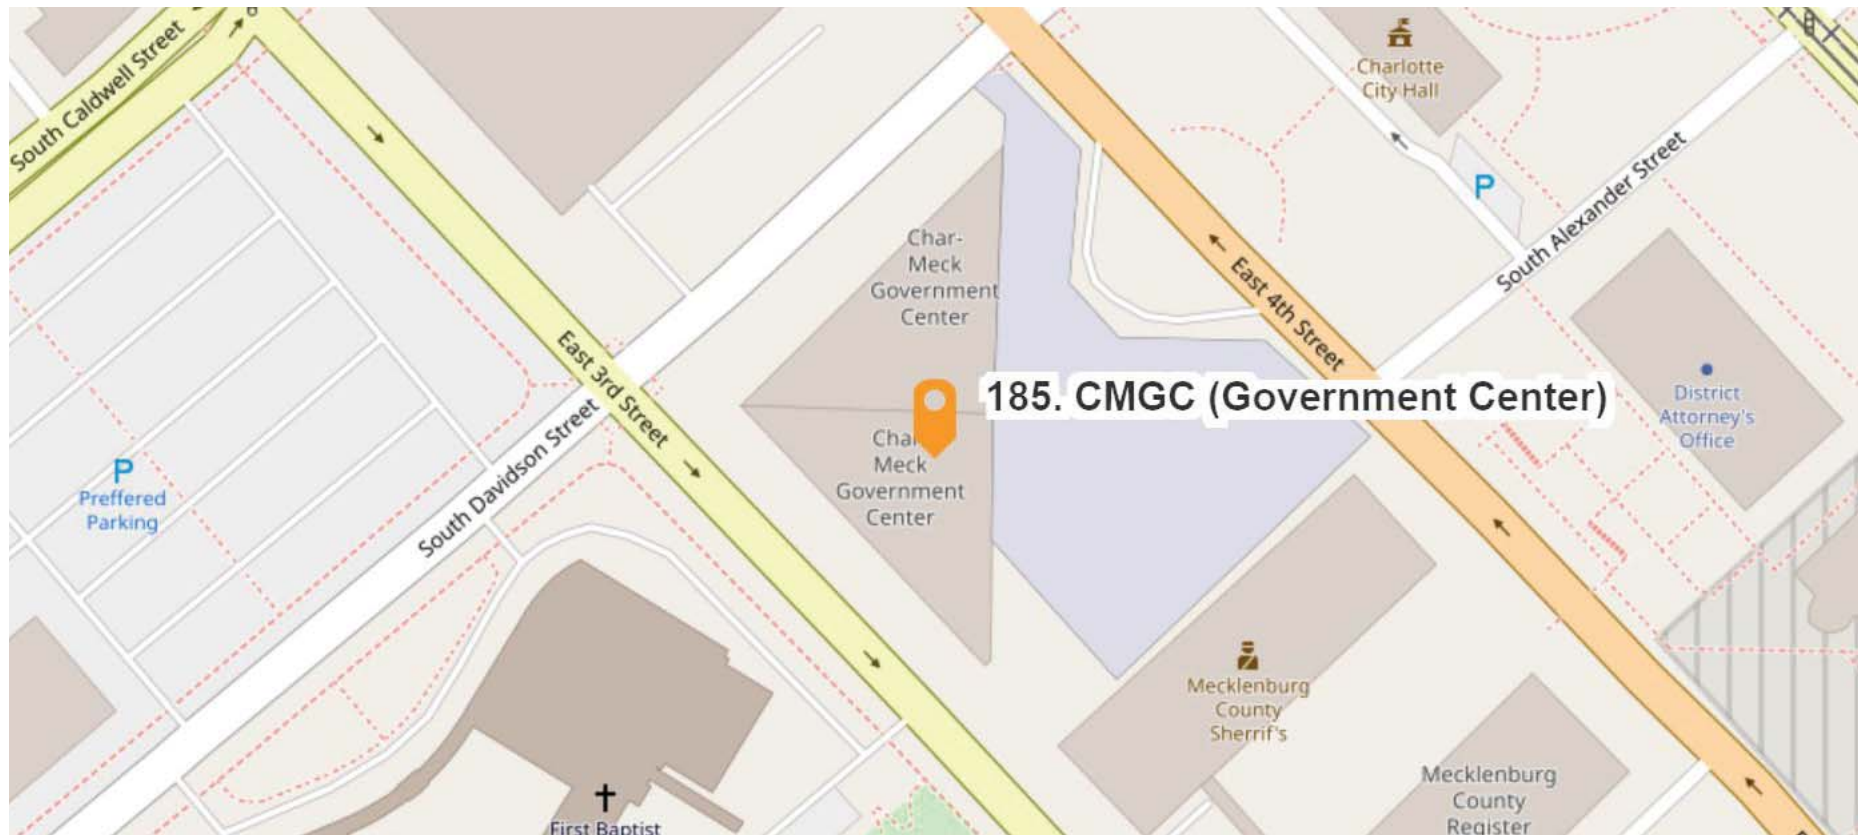 South Caldwell Street
Charlotte
City Hall
P
South Alexander Street
Char-
Meck
Government
Center
East 4th Street
East 3rd Street
185. CMGC (Government Center)
District
Attorney's
Office
Meck
Government
Center
P
Preffered
Parking
South Davidson Street
Mecklenburg
County
Sherrif's
Mecklenburg
County
Register
First Baptist